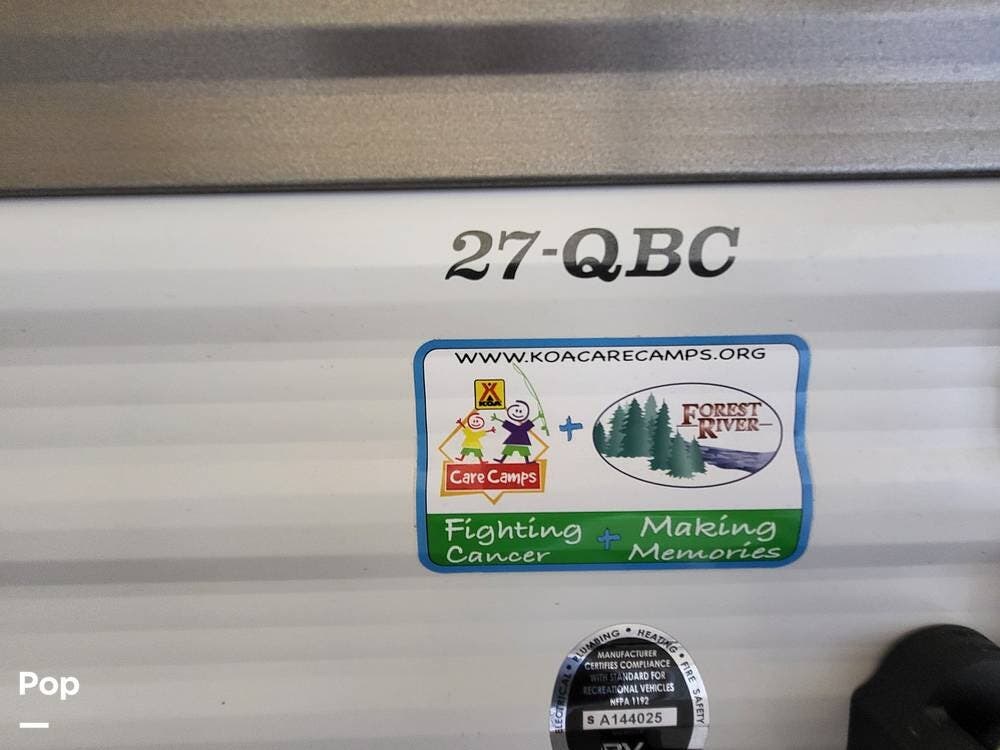 27-QBC
WWW.KOACARECAMPS.ORG
KOA
Care Camps
+
FOREST
RIVER
Fighting
Cancer
+
Making
Memories
ELECTRICAL • PLUMBING • HEATING • FIRE SAFETY
MANUFACTURER
CERTIFIES COMPLIANCE
WITH STANDARD FOR
RECREATIONAL VEHICLES
NFPA 1192
S A144025
RV
Pop